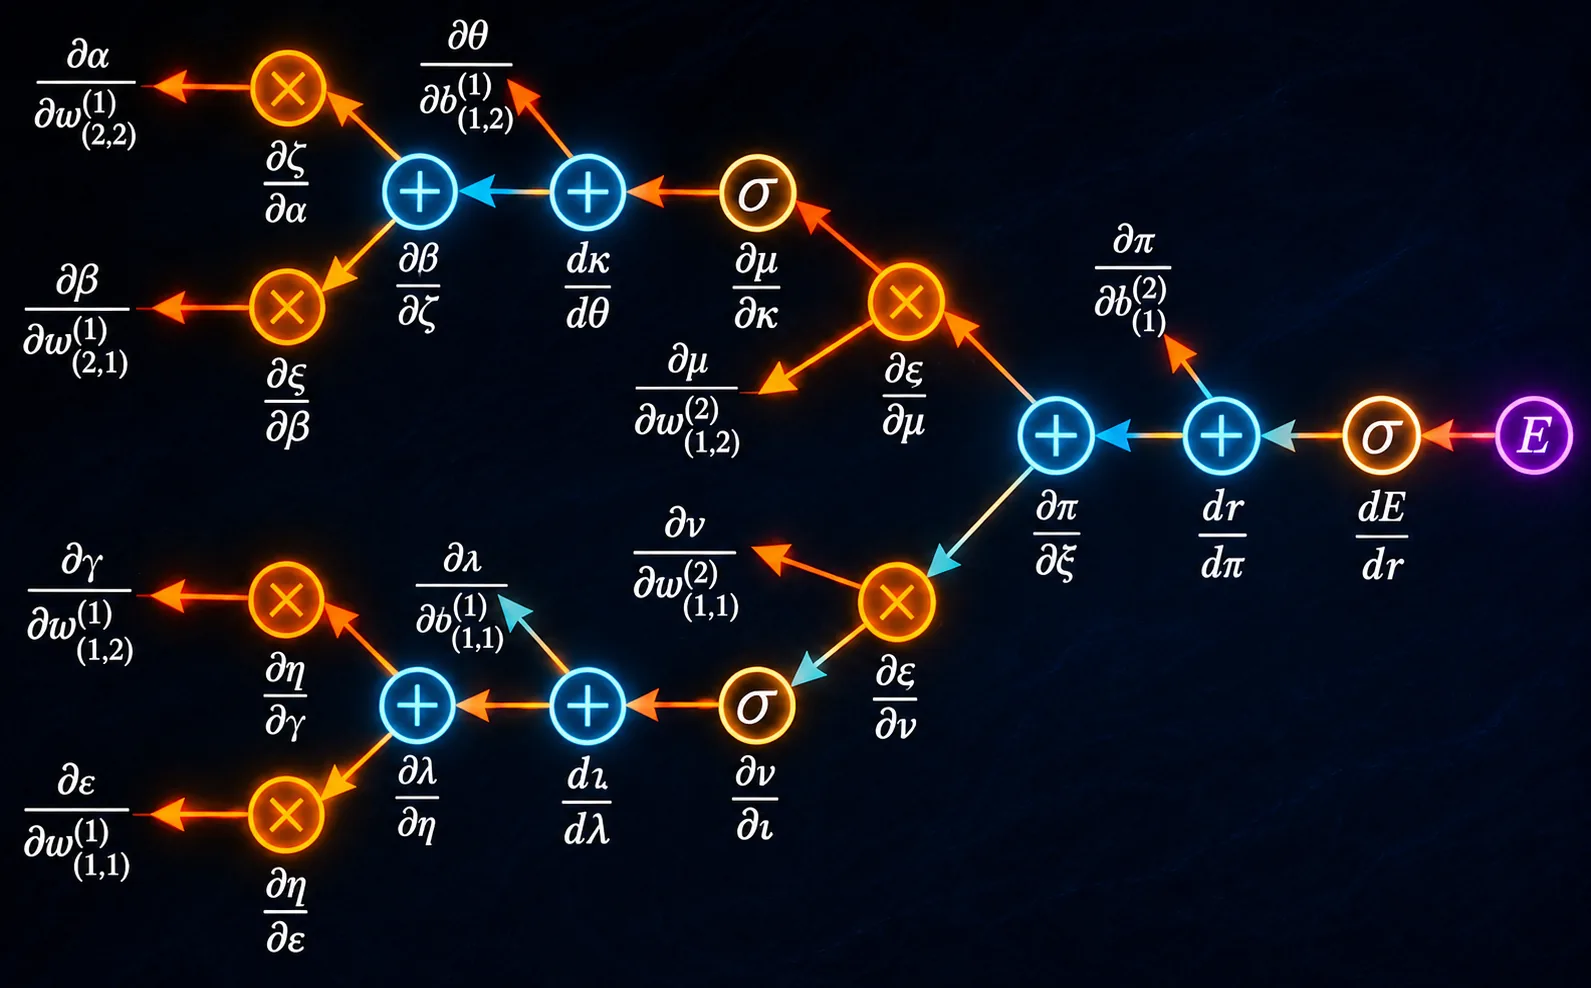 ∂α/∂w₍₂,₂₎⁽¹⁾
×
∂ζ/∂α
∂θ/∂b₍₁,₂₎⁽¹⁾
+
∂β/∂ζ
+
dκ/dθ
σ
∂μ/∂κ
∂β/∂w₍₂,₁₎⁽¹⁾
×
∂ξ/∂β
×
∂ε/∂μ
∂μ/∂w₍₁,₂₎⁽²⁾
∂π/∂b₍₁₎⁽²⁾
+
∂π/∂ξ
+
dr/dπ
σ
dE/dr
E
∂ν/∂w₍₁,₁₎⁽²⁾
×
∂ε/∂ν
∂γ/∂w₍₁,₂₎⁽¹⁾
×
∂η/∂γ
∂λ/∂b₍₁,₁₎⁽¹⁾
+
∂λ/∂η
+
dι/dλ
σ
∂ν/∂ι
∂ε/∂w₍₁,₁₎⁽¹⁾
×
∂η/∂ε